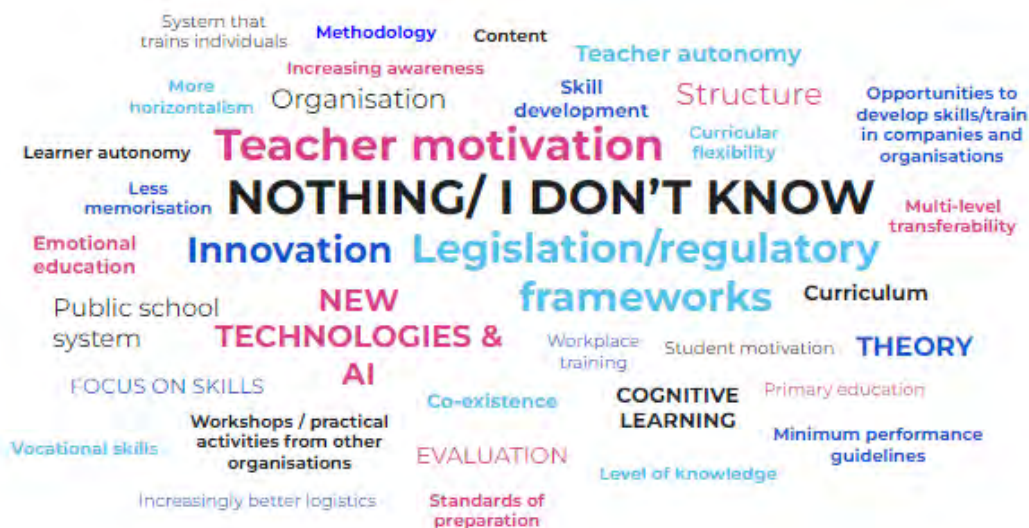 System that
trains individuals
Methodology
Content
Teacher autonomy
Increasing awareness
More
horizontalism
Organisation
Skill
development
Structure
Opportunities to
develop skills/train
in companies and
organisations
Learner autonomy
Teacher motivation
Curricular
flexibility
Less
memorisation
NOTHING/ I DON'T KNOW
Multi-level
transferability
Emotional
education
Innovation
Legislation/regulatory
frameworks
Public school
system
NEW
TECHNOLOGIES &
AI
Curriculum
Workplace
training
Student motivation
THEORY
FOCUS ON SKILLS
Co-existence
COGNITIVE
LEARNING
Primary education
Vocational skills
Workshops / practical
activities from other
organisations
EVALUATION
Minimum performance
guidelines
Level of knowledge
Increasingly better logistics
Standards of
preparation